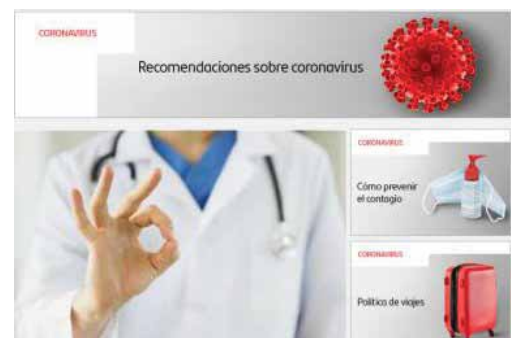 CORONAVIRUS
Recomendaciones sobre coronavirus
CORONAVIRUS
Cómo prevenir
el contagio
CORONAVIRUS
Política de viajes